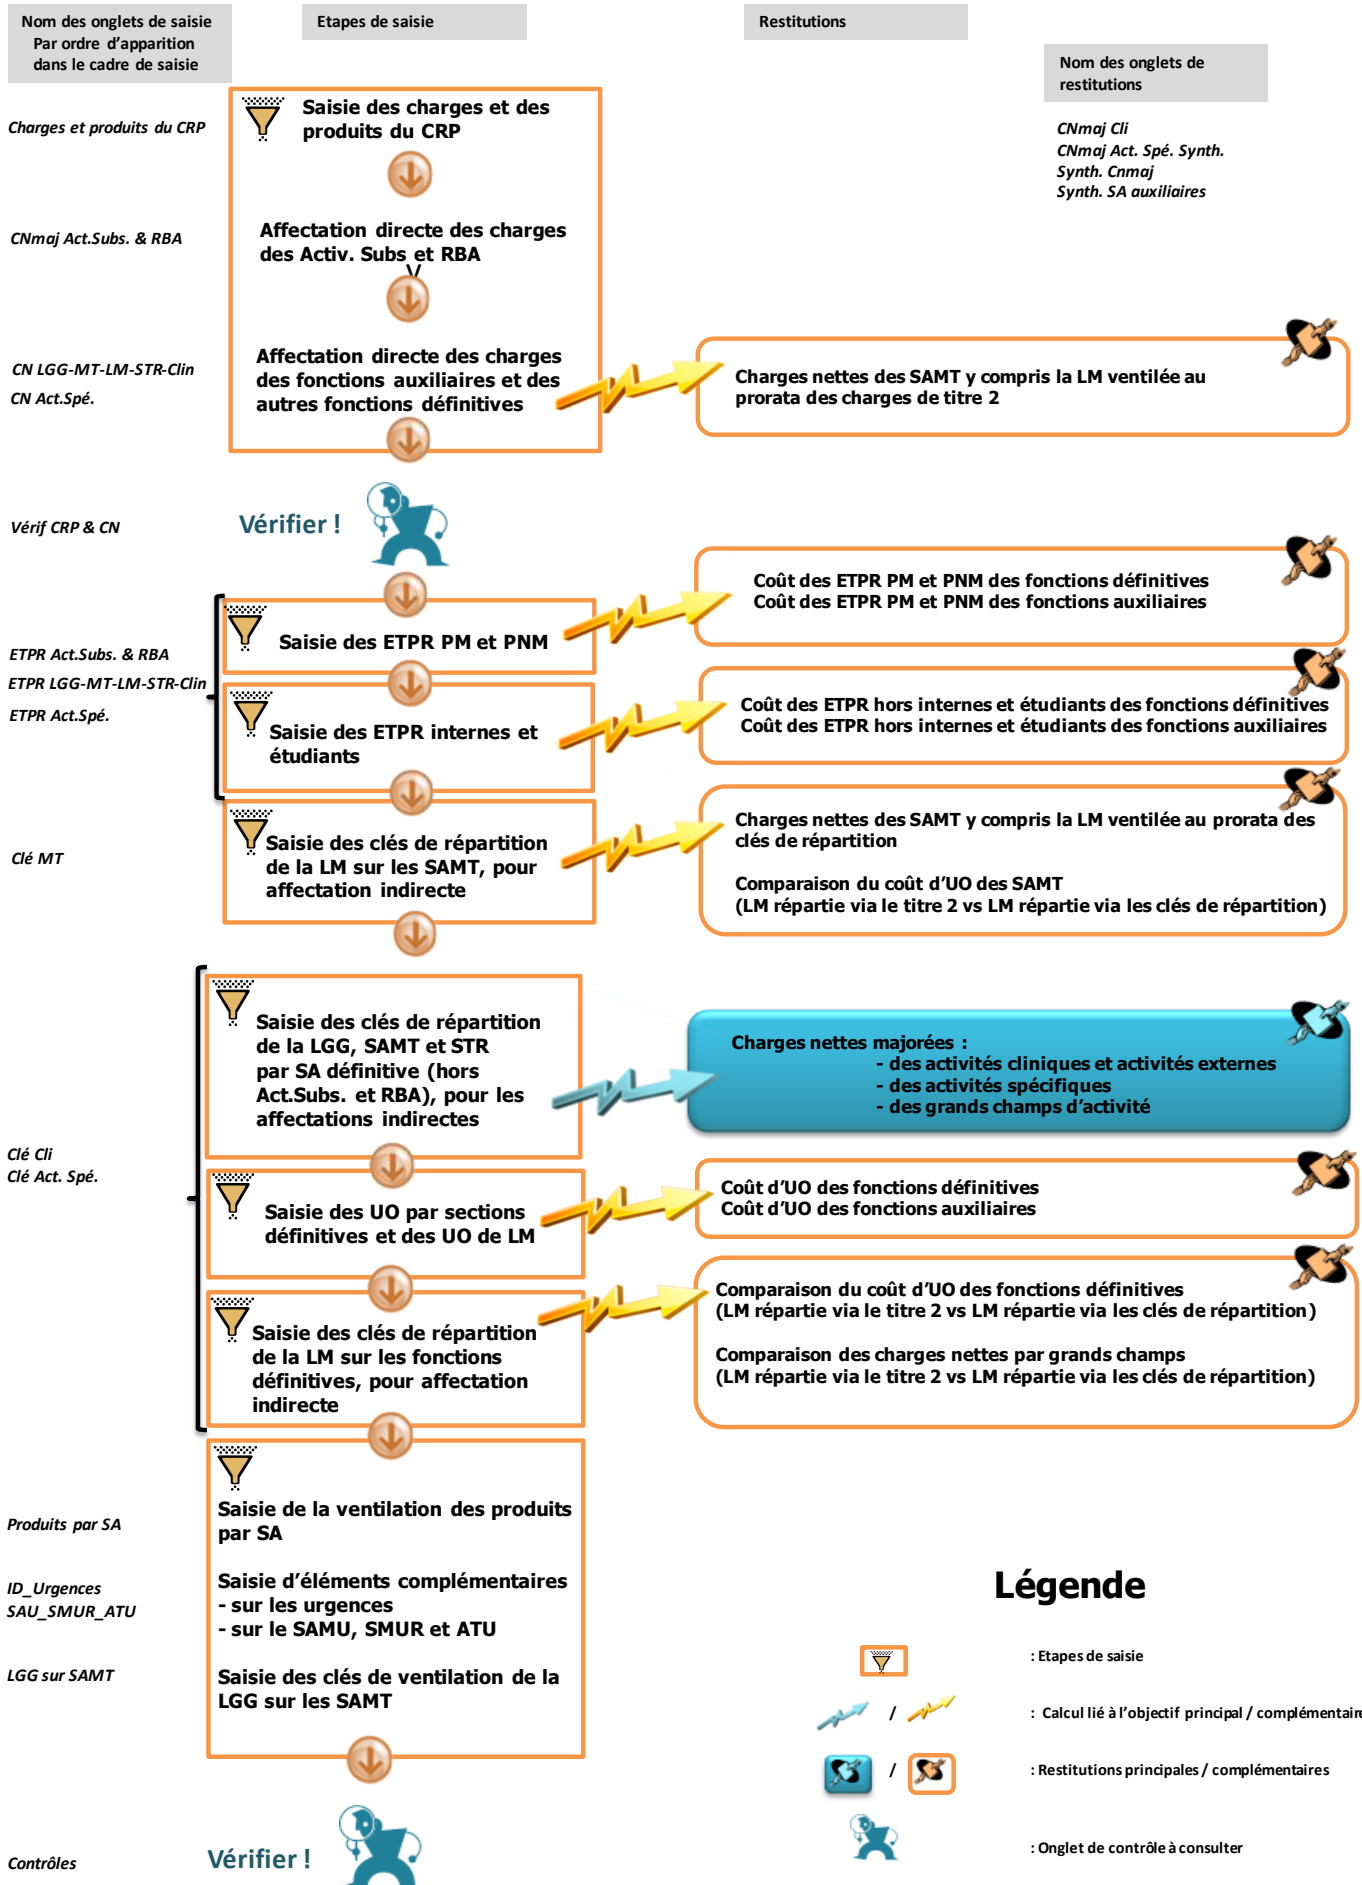 Nom des onglets de saisie
Par ordre d'apparition
dans le cadre de saisie
Etapes de saisie
Restitutions
Nom des onglets de
restitutions
CNmaj Cli
CNmaj Act. Spé. Synth.
Synth. Cnmaj
Synth. SA auxiliaires
Charges et produits du CRP
Saisie des charges et des
produits du CRP
CNmaj Act.Subs. & RBA
Affectation directe des charges
des Activ. Subs et RBA
V
CN LGG-MT-LM-STR-Clin
CN Act.Spé.
Affectation directe des charges
des fonctions auxiliaires et des
autres fonctions définitives
Charges nettes des SAMT y compris la LM ventilée au
prorata des charges de titre 2
Vérif CRP & CN
Vérifier !
ETPR Act.Subs. & RBA
ETPR LGG-MT-LM-STR-Clin
ETPR Act.Spé.
Saisie des ETPR PM et PNM
Coût des ETPR PM et PNM des fonctions définitives
Coût des ETPR PM et PNM des fonctions auxiliaires
Saisie des ETPR internes et
étudiants
Coût des ETPR hors internes et étudiants des fonctions définitives
Coût des ETPR hors internes et étudiants des fonctions auxiliaires
Clé MT
Saisie des clés de répartition
de la LM sur les SAMT, pour
affectation indirecte
Charges nettes des SAMT y compris la LM ventilée au prorata des
clés de répartition
Comparaison du coût d'UO des SAMT
(LM répartie via le titre 2 vs LM répartie via les clés de répartition)
Clé Cli
Clé Act. Spé.
Saisie des clés de répartition
de la LGG, SAMT et STR
par SA définitive (hors
Act.Subs. et RBA), pour les
affectations indirectes
Charges nettes majorées :
- des activités cliniques et activités externes
- des activités spécifiques
- des grands champs d'activité
Saisie des UO par sections
définitives et des UO de LM
Coût d'UO des fonctions définitives
Coût d'UO des fonctions auxiliaires
Saisie des clés de répartition
de la LM sur les fonctions
définitives, pour affectation
indirecte
Comparaison du coût d'UO des fonctions définitives
(LM répartie via le titre 2 vs LM répartie via les clés de répartition)
Comparaison des charges nettes par grands champs
(LM répartie via le titre 2 vs LM répartie via les clés de répartition)
Produits par SA
Saisie de la ventilation des produits
par SA
ID_Urgences
SAU_SMUR_ATU
Saisie d'éléments complémentaires
- sur les urgences
- sur le SAMU, SMUR et ATU
LGG sur SAMT
Saisie des clés de ventilation de la
LGG sur les SAMT
Contrôles
Vérifier !
Légende
: Etapes de saisie
/
: Calcul lié à l'objectif principal / complémentaire
/
: Restitutions principales / complémentaires
: Onglet de contrôle à consulter